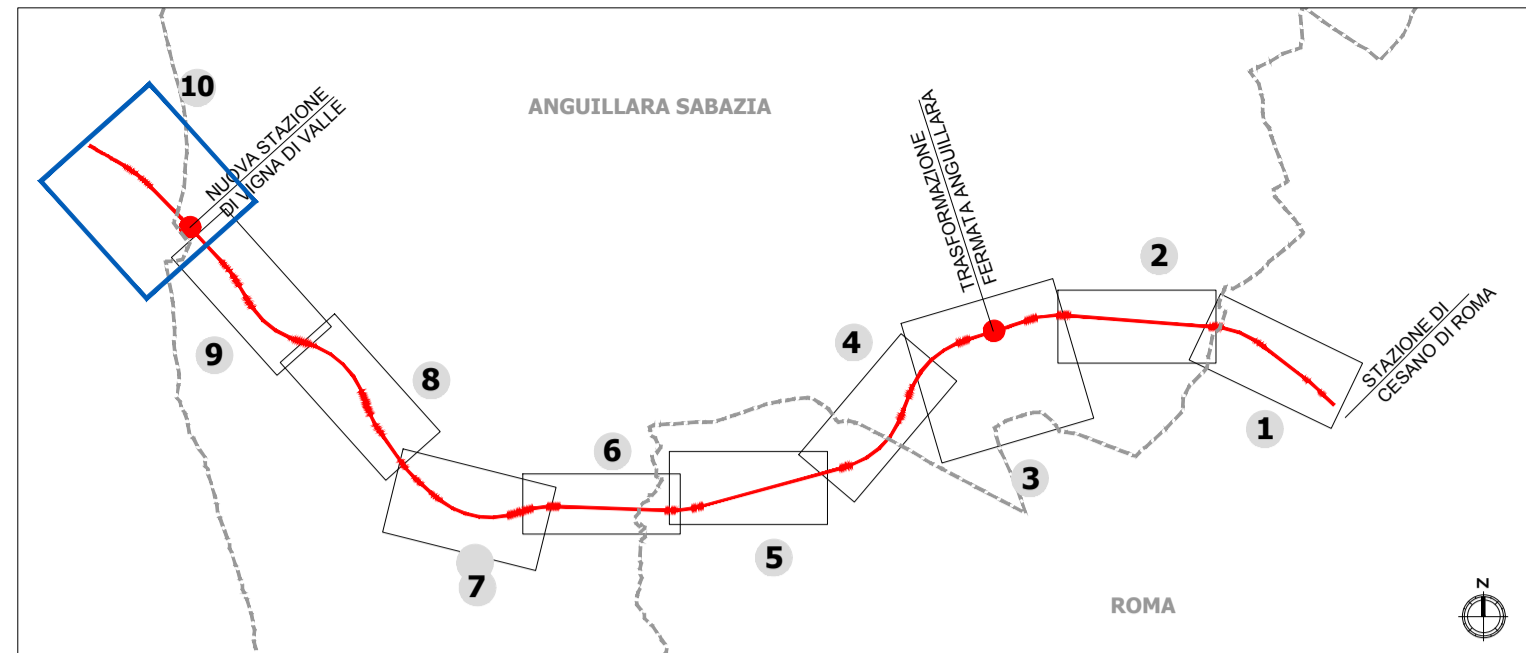 10
NUOVA STAZIONE
DI VIGNA DI VALLE
ANGUILLARA SABAZIA
TRASFORMAZIONE
FERMATA ANGUILLARA
2
4
STAZIONE DI
CESANO DI ROMA
9
8
1
6
3
5
7
ROMA
N